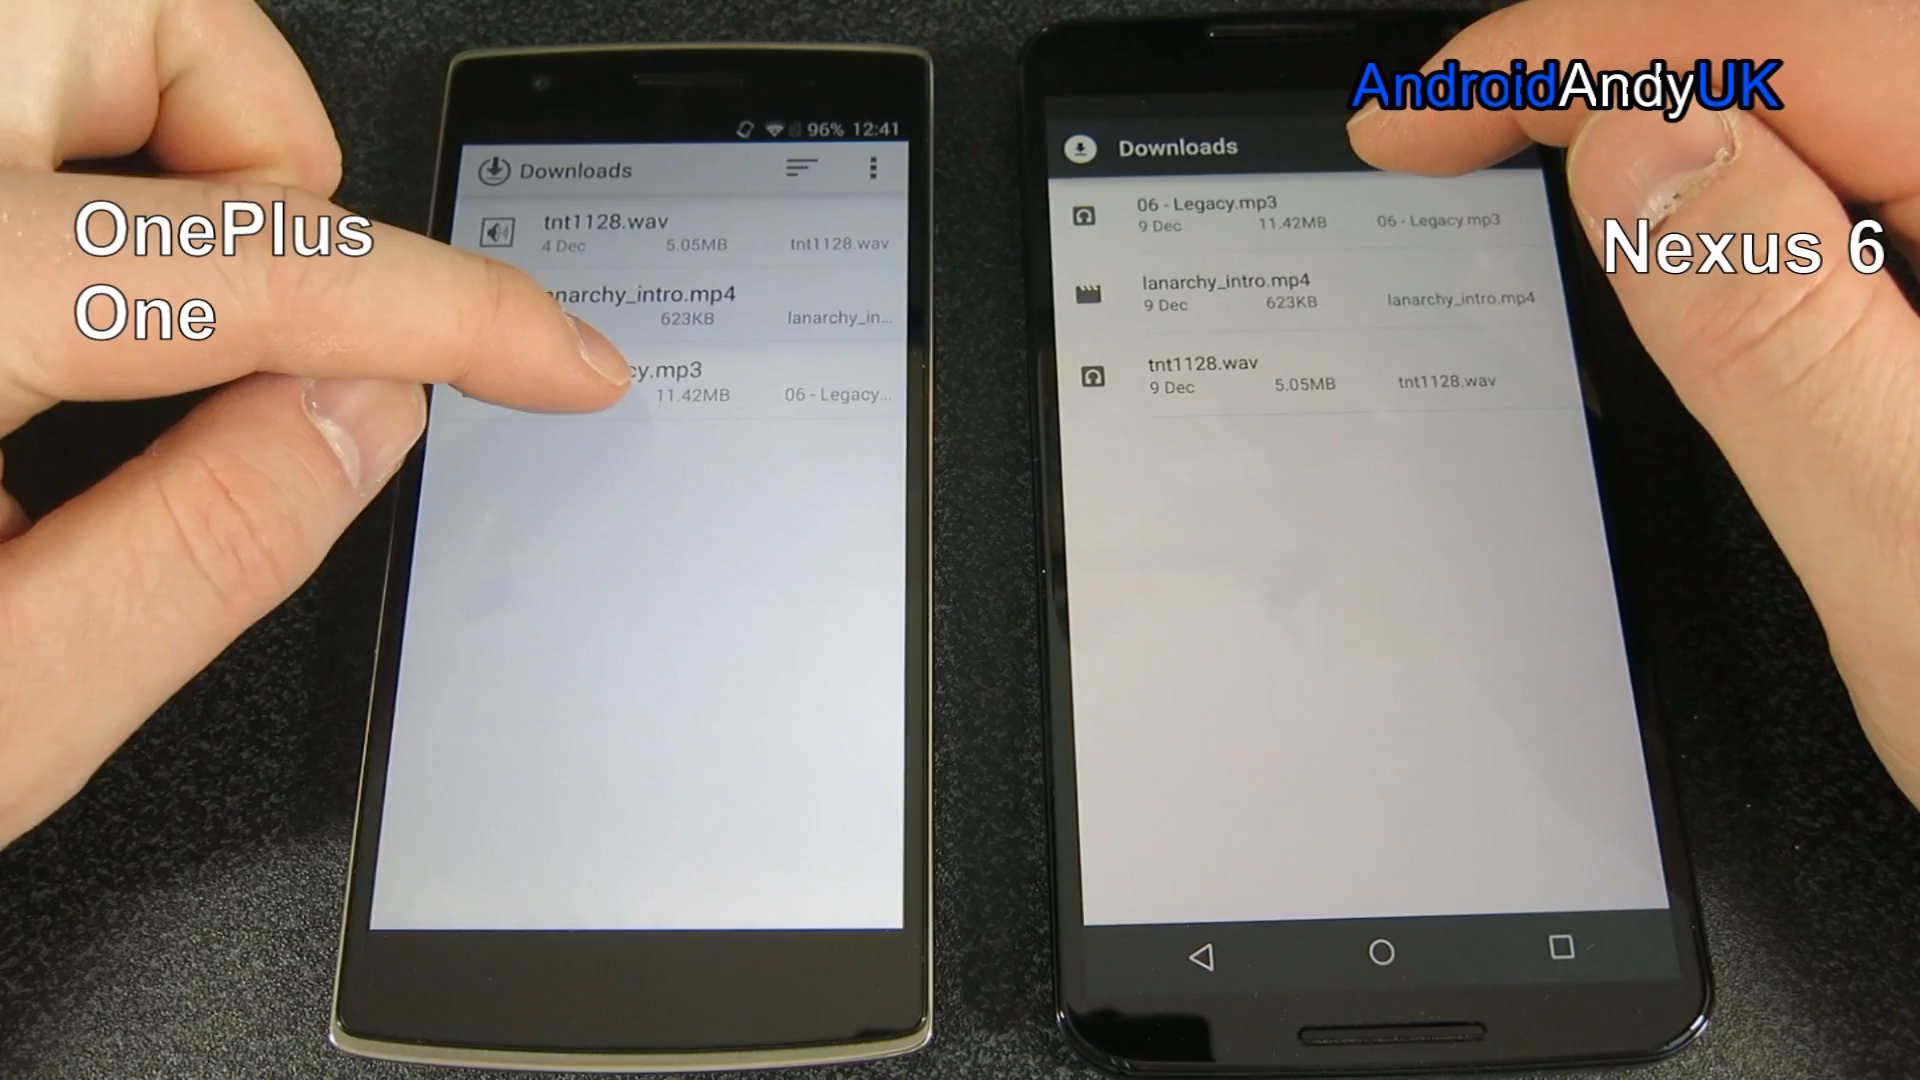 AndroidAndyUK
OnePlus
One
Nexus 6
96% 12:41
Downloads
tnt1128.wav
4 Dec 5.05MB tnt1128.wav
narchy_intro.mp4
623KB lanarchy_in...
cy.mp3
11.42MB 06 - Legacy...
Downloads
06 - Legacy.mp3
9 Dec 11.42MB 06 - Legacy.mp3
lanarchy_intro.mp4
9 Dec 623KB lanarchy_intro.mp4
tnt1128.wav
9 Dec 5.05MB tnt1128.wav